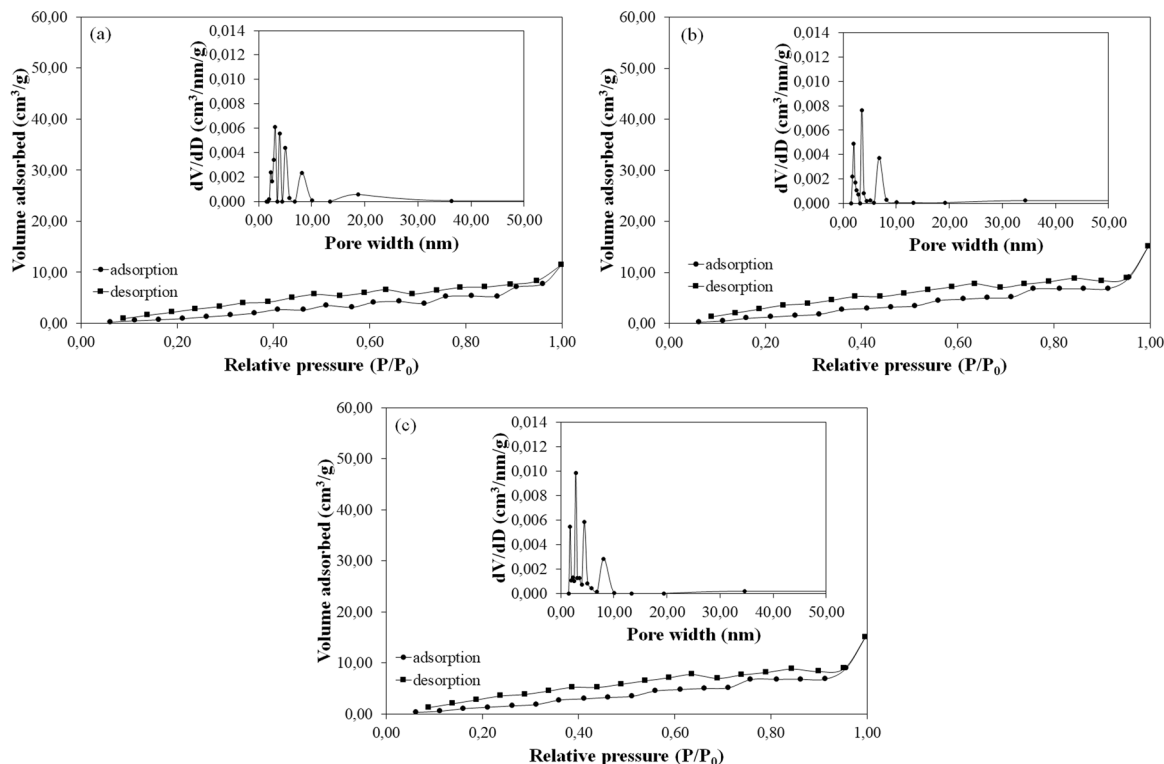 (a)
60,00
50,00
40,00
30,00
20,00
10,00
0,00
Volume adsorbed (cm³/g)
0,014
0,012
0,010
0,008
0,006
0,004
0,002
0,000
dV/dD (cm³/nm/g)
0,00 10,00 20,00 30,00 40,00 50,00
Pore width (nm)
adsorption
desorption
0,00 0,20 0,40 0,60 0,80 1,00
Relative pressure (P/P₀)
(b)
60,00
50,00
40,00
30,00
20,00
10,00
0,00
Volume adsorbed (cm³/g)
0,014
0,012
0,010
0,008
0,006
0,004
0,002
0,000
dV/dD (cm³/nm/g)
0,00 10,00 20,00 30,00 40,00 50,00
Pore width (nm)
adsorption
desorption
0,00 0,20 0,40 0,60 0,80 1,00
Relative pressure (P/P₀)
(c)
60,00
50,00
40,00
30,00
20,00
10,00
0,00
Volume adsorbed (cm³/g)
0,014
0,012
0,010
0,008
0,006
0,004
0,002
0,000
dV/dD (cm³/nm/g)
0,00 10,00 20,00 30,00 40,00 50,00
Pore width (nm)
adsorption
desorption
0,00 0,20 0,40 0,60 0,80 1,00
Relative pressure (P/P₀)